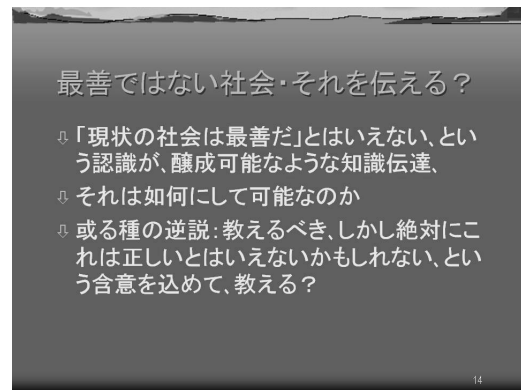 最善ではない社会・それを伝える？
⇩「現状の社会は最善だ」とはいえない、とい
う認識が、醸成可能なような知識伝達、
⇩それは如何にして可能なのか
⇩或る種の逆説：教えるべき、しかし絶対にこ
れは正しいとはいえないかもしれない、とい
う含意を込めて、教える？
14